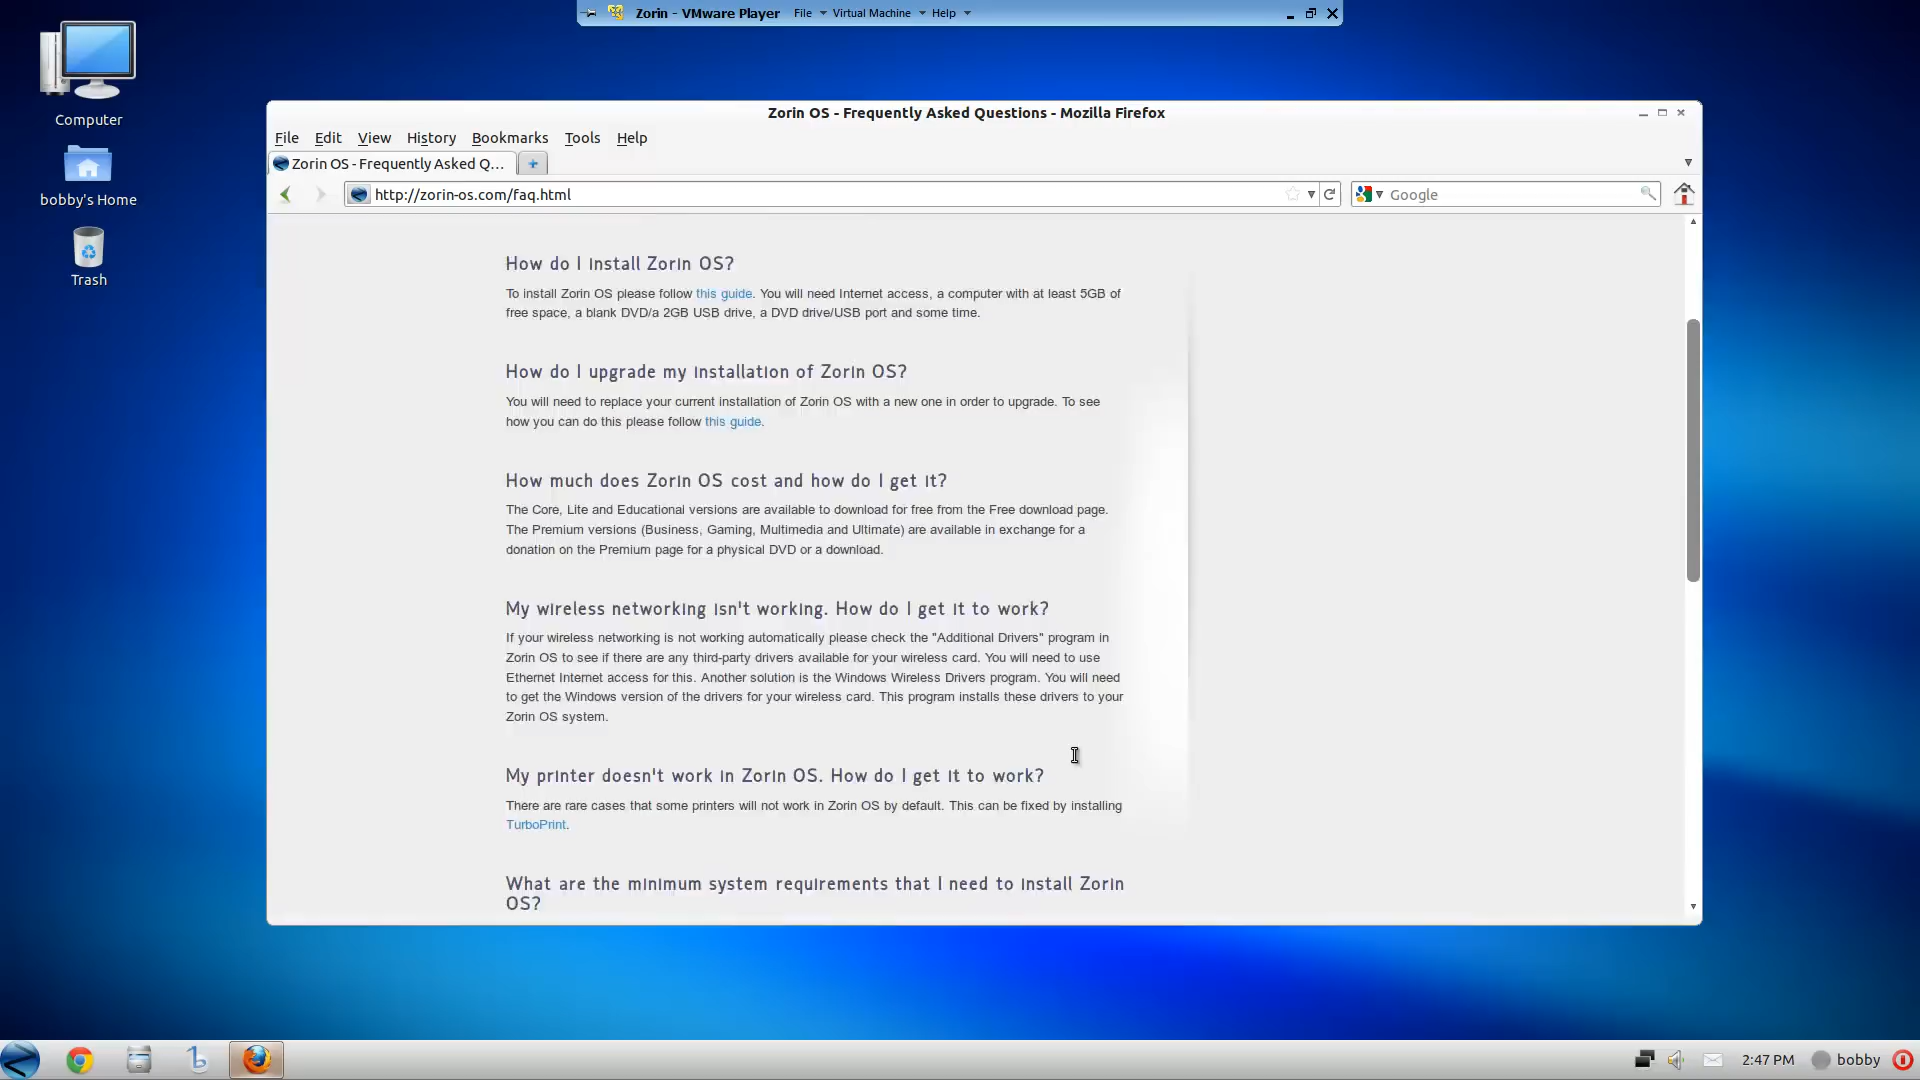 Zorin - VMware Player File Virtual Machine Help
Computer
bobby's Home
Trash
Zorin OS - Frequently Asked Questions - Mozilla Firefox
File Edit View History Bookmarks Tools Help
Zorin OS - Frequently Asked Q...
http://zorin-os.com/faq.html
Google
How do I install Zorin OS?
To install Zorin OS please follow this guide. You will need Internet access, a computer with at least 5GB of
free space, a blank DVD/a 2GB USB drive, a DVD drive/USB port and some time.
How do I upgrade my installation of Zorin OS?
You will need to replace your current installation of Zorin OS with a new one in order to upgrade. To see
how you can do this please follow this guide.
How much does Zorin OS cost and how do I get it?
The Core, Lite and Educational versions are available to download for free from the Free download page.
The Premium versions (Business, Gaming, Multimedia and Ultimate) are available in exchange for a
donation on the Premium page for a physical DVD or a download.
My wireless networking isn't working. How do I get it to work?
If your wireless networking is not working automatically please check the "Additional Drivers" program in
Zorin OS to see if there are any third-party drivers available for your wireless card. You will need to use
Ethernet Internet access for this. Another solution is the Windows Wireless Drivers program. You will need
to get the Windows version of the drivers for your wireless card. This program installs these drivers to your
Zorin OS system.
My printer doesn't work in Zorin OS. How do I get it to work?
There are rare cases that some printers will not work in Zorin OS by default. This can be fixed by installing
TurboPrint.
What are the minimum system requirements that I need to install Zorin
OS?
2:47 PM bobby